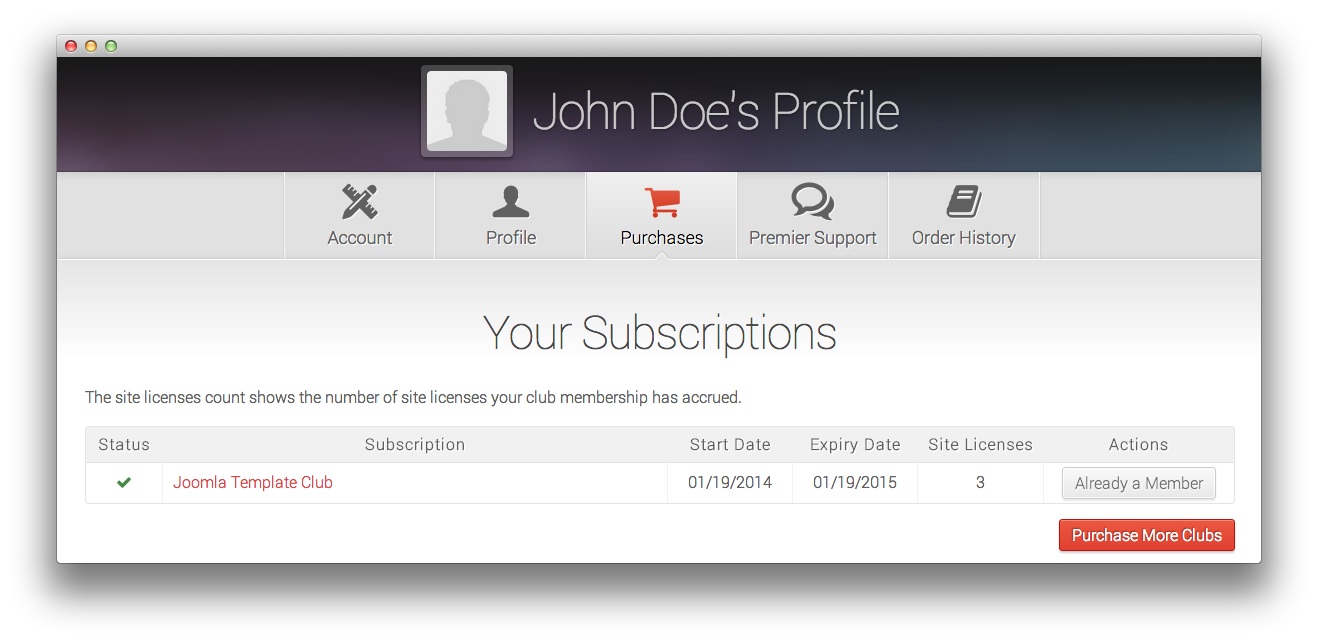 John Doe's Profile
Account Profile Purchases Premier Support Order History
Your Subscriptions
The site licenses count shows the number of site licenses your club membership has accrued.
Status Subscription Start Date Expiry Date Site Licenses Actions
Joomla Template Club 01/19/2014 01/19/2015 3 Already a Member
Purchase More Clubs